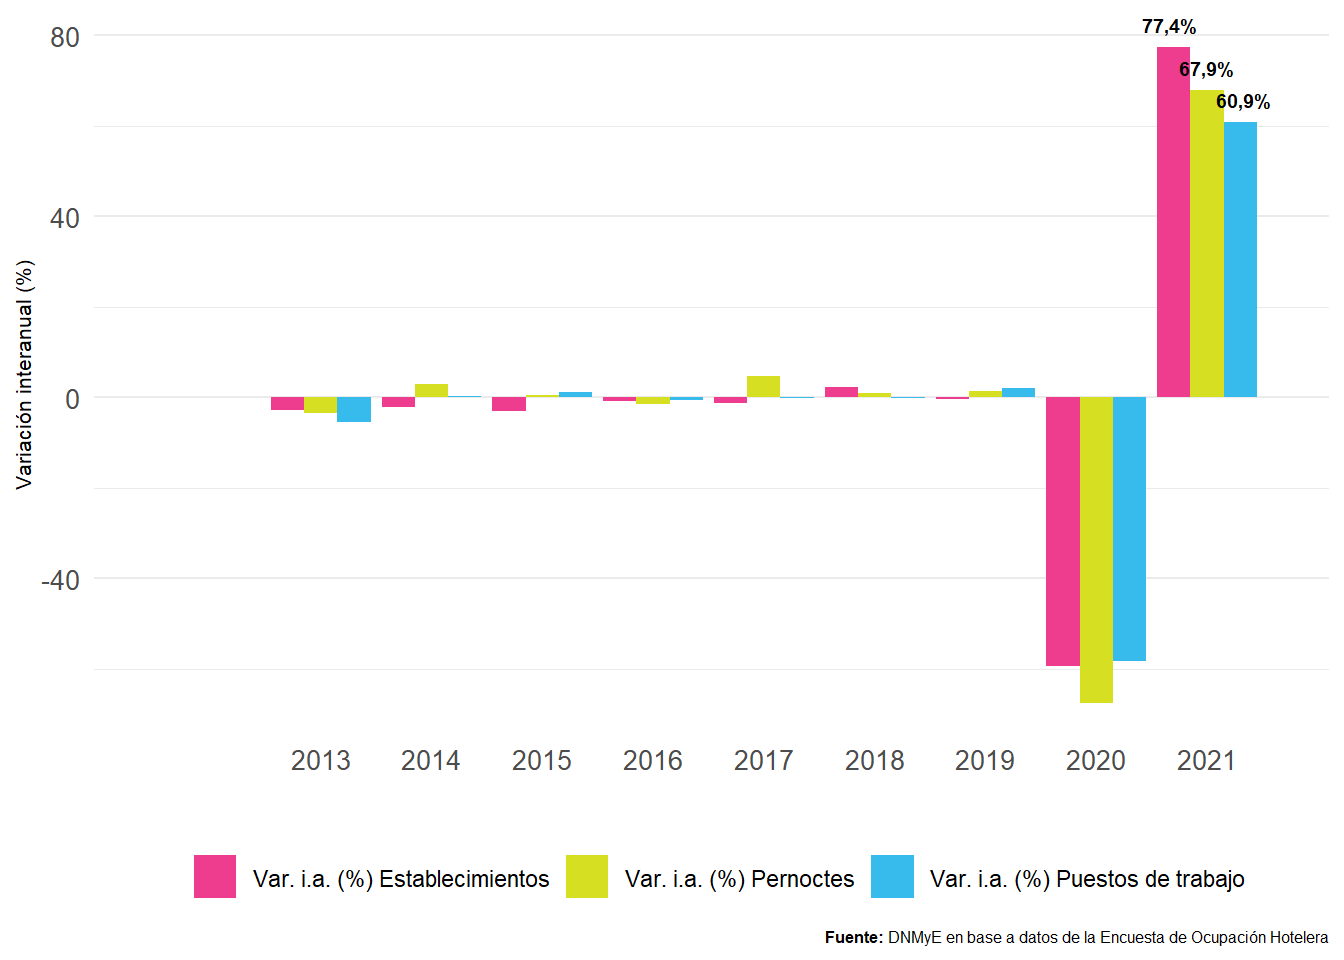 77,4%
67,9%
60,9%
80
40
0
-40
Variación interanual (%)
2013 2014 2015 2016 2017 2018 2019 2020 2021
Var. i.a. (%) Establecimientos Var. i.a. (%) Pernoctes Var. i.a. (%) Puestos de trabajo
Fuente: DNMyE en base a datos de la Encuesta de Ocupación Hotelera